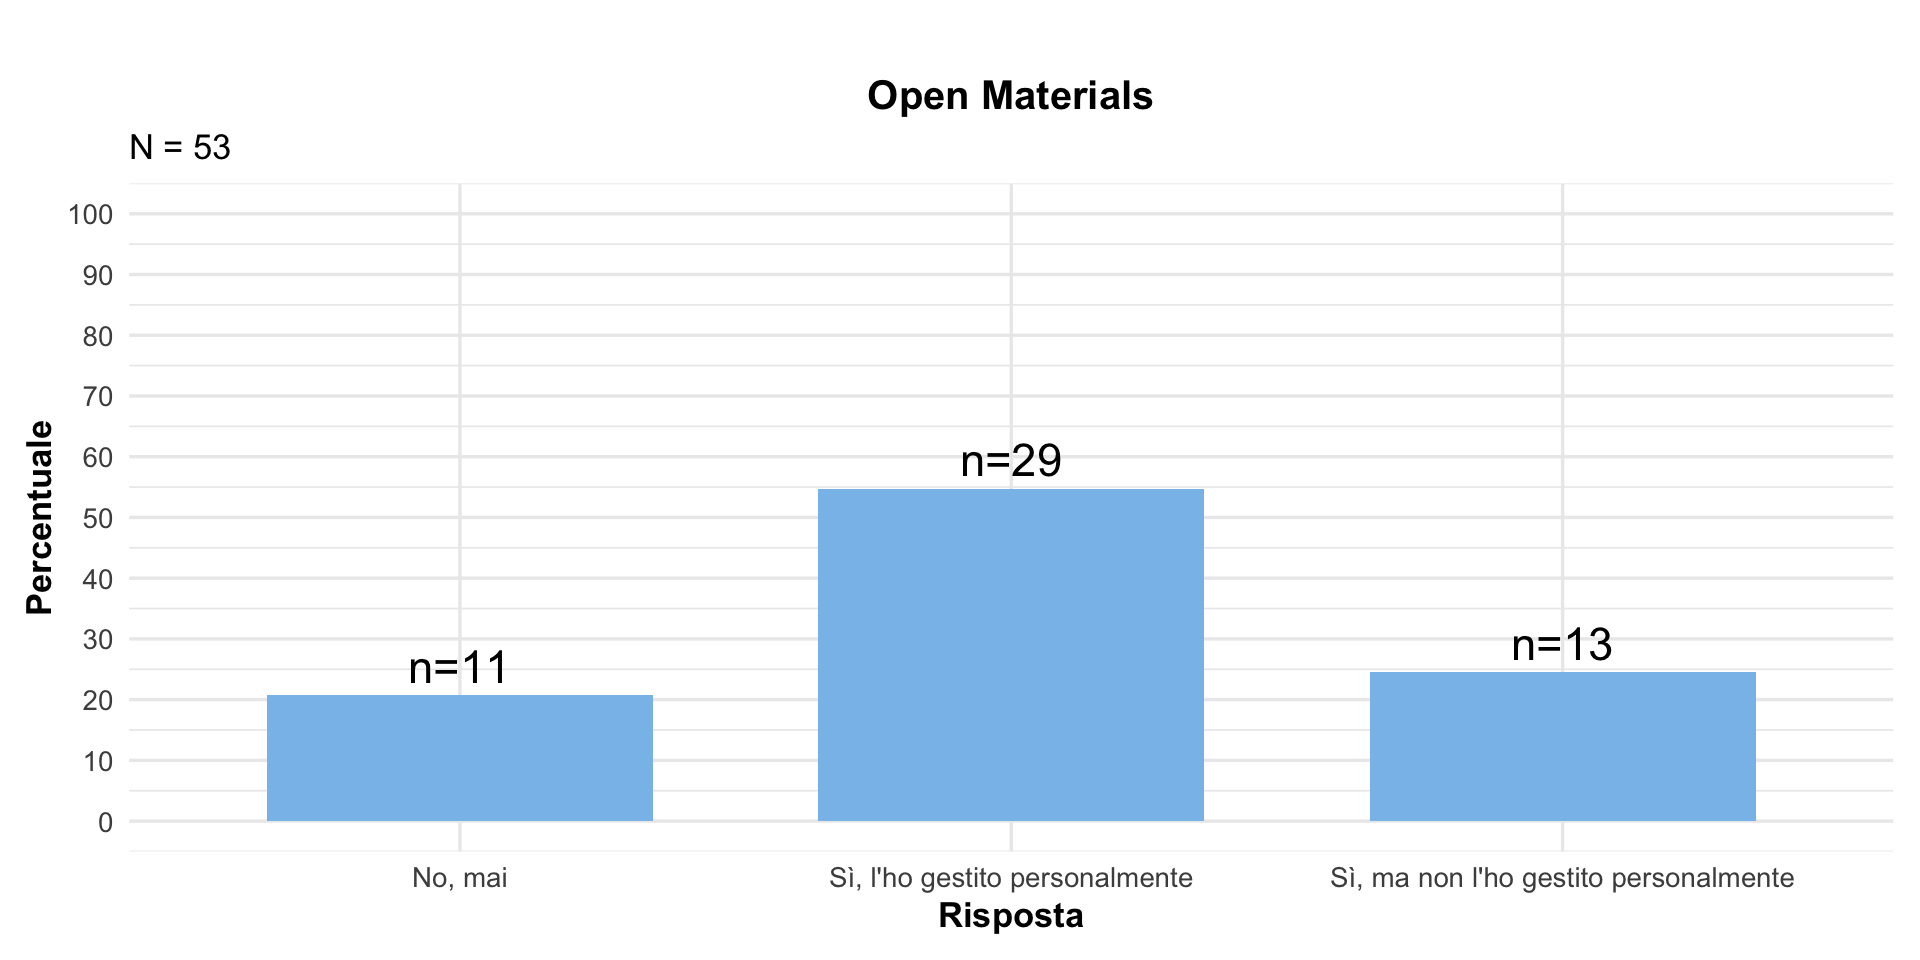 Open Materials
N = 53
Percentuale
100
90
80
70
60
50
40
30
20
10
0
n=11
n=29
n=13
No, mai
Sì, l'ho gestito personalmente
Sì, ma non l'ho gestito personalmente
Risposta